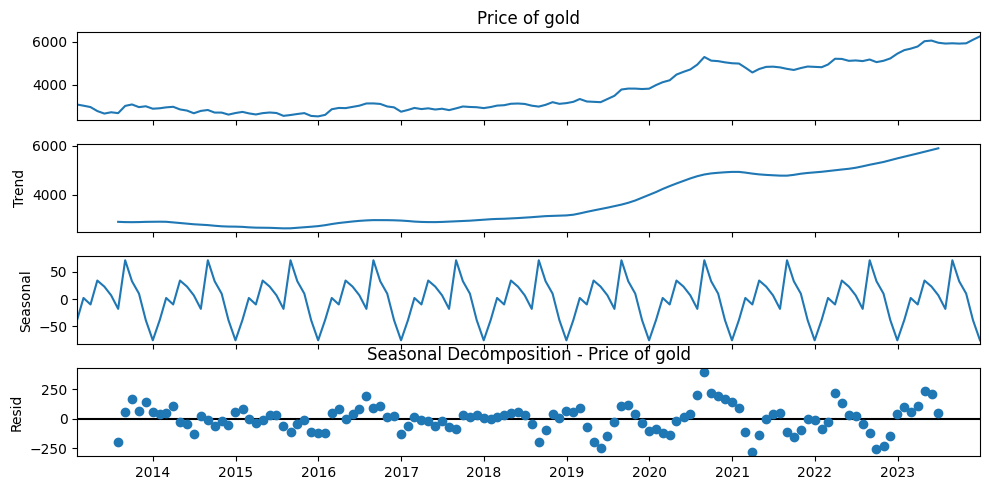 Price of gold
6000
4000
6000
Trend
4000
50
Seasonal
0
−50
Seasonal Decomposition - Price of gold
250
Resid
0
−250
2014 2015 2016 2017 2018 2019 2020 2021 2022 2023